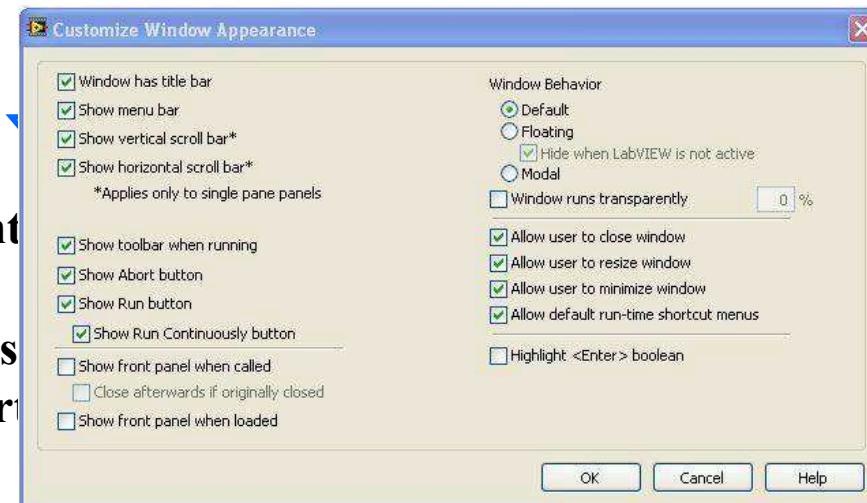 Customize Window Appearance
Window has title bar
Show menu bar
Show vertical scroll bar*
Show horizontal scroll bar*
*Applies only to single pane panels
Show toolbar when running
Show Abort button
Show Run button
Show Run Continuously button
Show front panel when called
Close afterwards if originally closed
Show front panel when loaded
Window Behavior
Default
Floating
Hide when LabVIEW is not active
Modal
Window runs transparently 0 %
Allow user to close window
Allow user to resize window
Allow user to minimize window
Allow default run-time shortcut menus
Highlight <Enter> boolean
OK Cancel Help